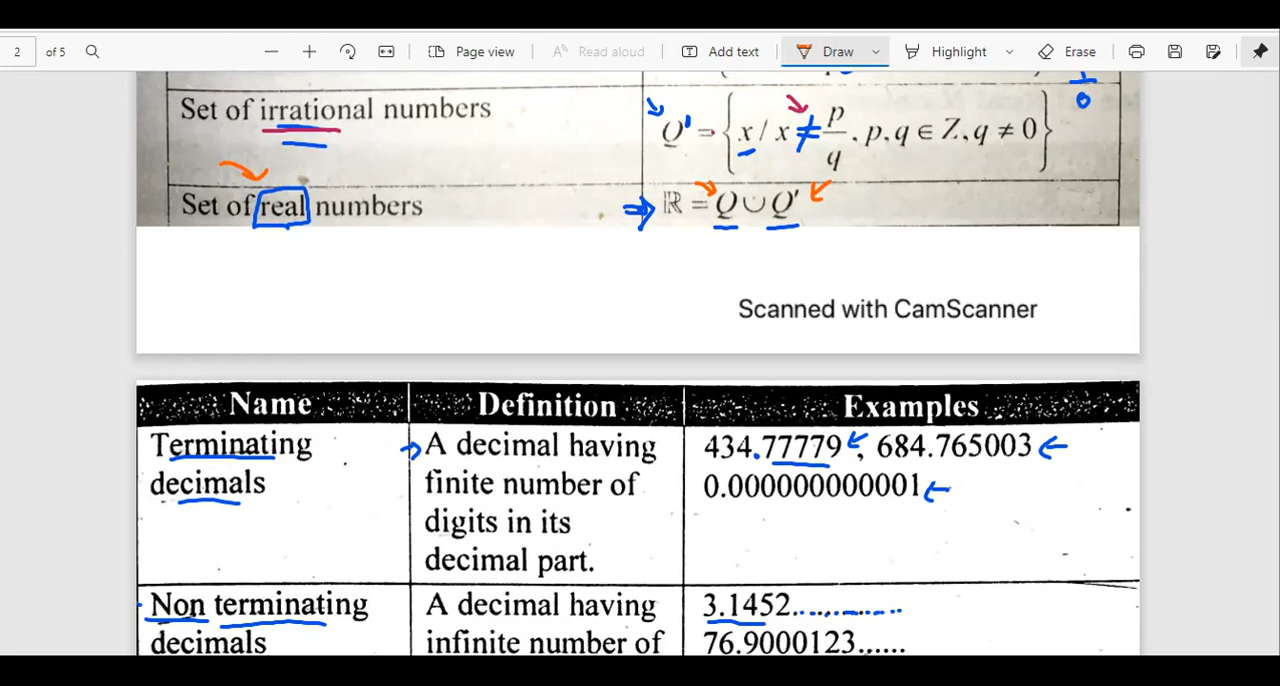 2 of 5 Page view Read aloud Add text Draw Highlight Erase
1
0
Set of irrational numbers Q' = {x / x ≠ p/q, p, q ∈ Z, q ≠ 0}
Set of real numbers ⇒ ℝ = Q ∪ Q'
Scanned with CamScanner
Name Definition Examples
Terminating → A decimal having 434.77779 ←, 684.765003 ←
decimals finite number of 0.000000000001 ←
digits in its
decimal part.
Non terminating A decimal having 3.1452............
decimals infinite number of 76.9000123......